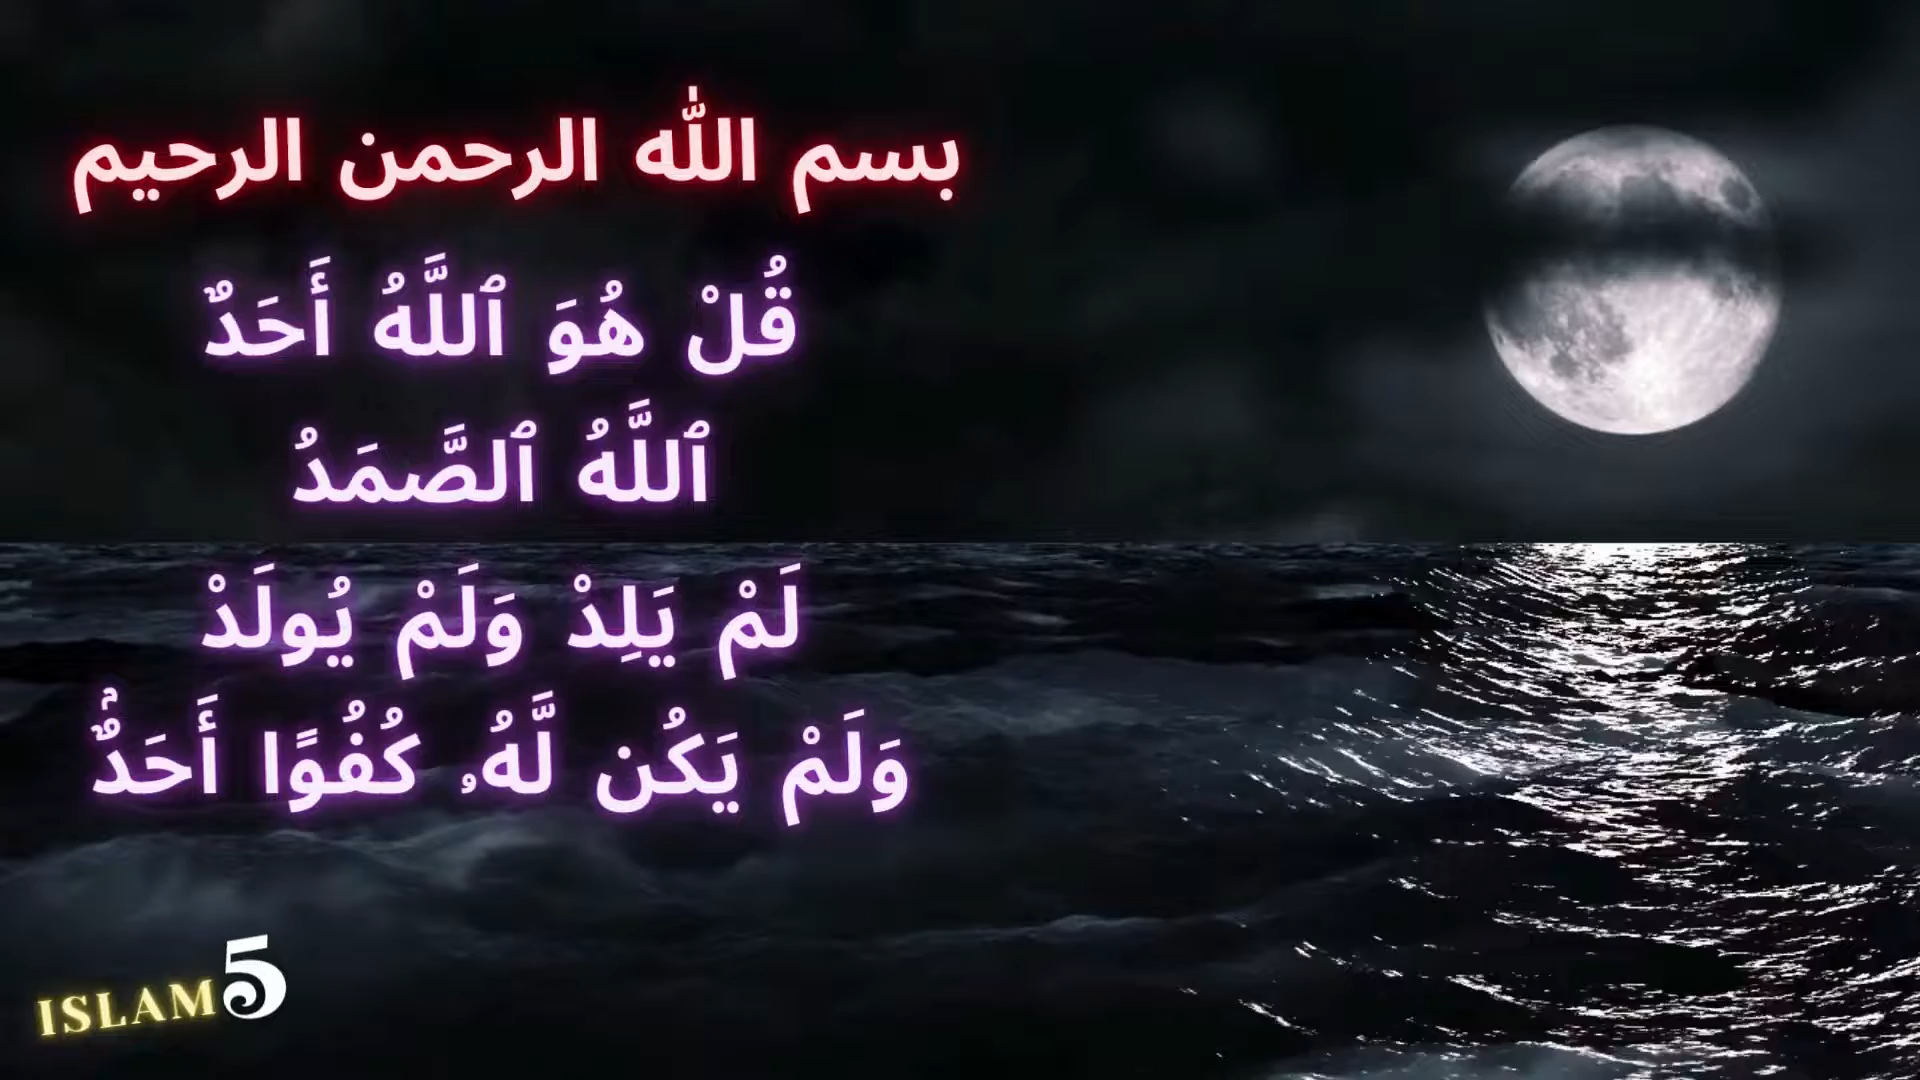 بسم الله الرحمن الرحيم
قُلْ هُوَ ٱللَّهُ أَحَدٌ
ٱللَّهُ ٱلصَّمَدُ
لَمْ يَلِدْ وَلَمْ يُولَدْ
وَلَمْ يَكُن لَّهُۥ كُفُوًا أَحَدٌۢ
ISLAM5